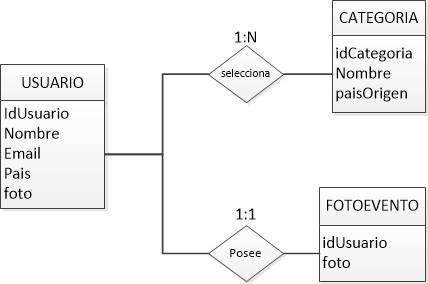 USUARIO
IdUsuario
Nombre
Email
Pais
foto
1:N
selecciona
CATEGORIA
idCategoria
Nombre
paisOrigen
1:1
Posee
FOTOEVENTO
idUsuario
foto